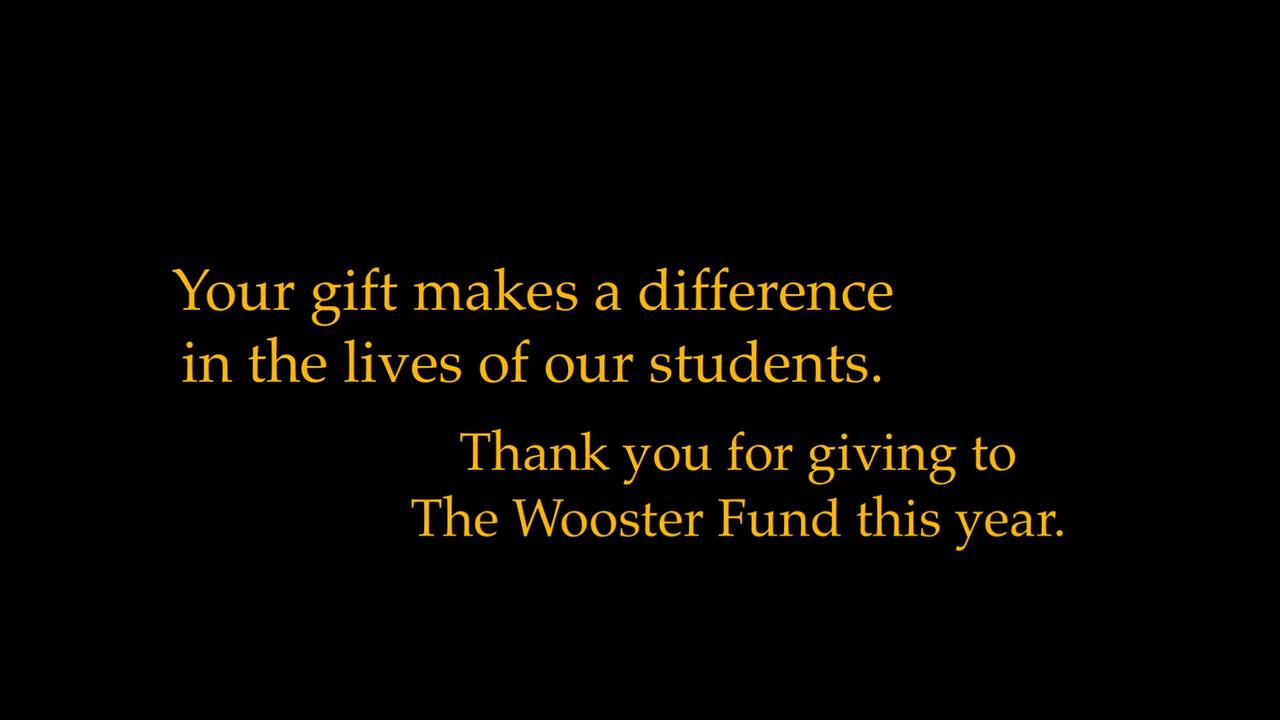 Your gift makes a difference
in the lives of our students.
Thank you for giving to
The Wooster Fund this year.